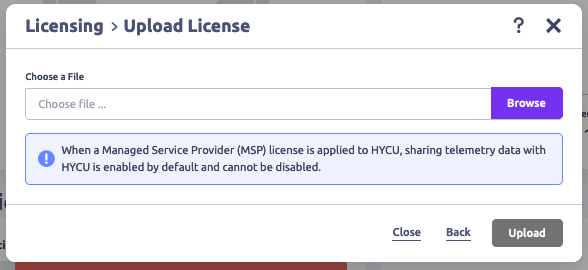 Licensing > Upload License
?
Choose a File
Choose file ...
Browse
When a Managed Service Provider (MSP) license is applied to HYCU, sharing telemetry data with
HYCU is enabled by default and cannot be disabled.
Close
Back
Upload